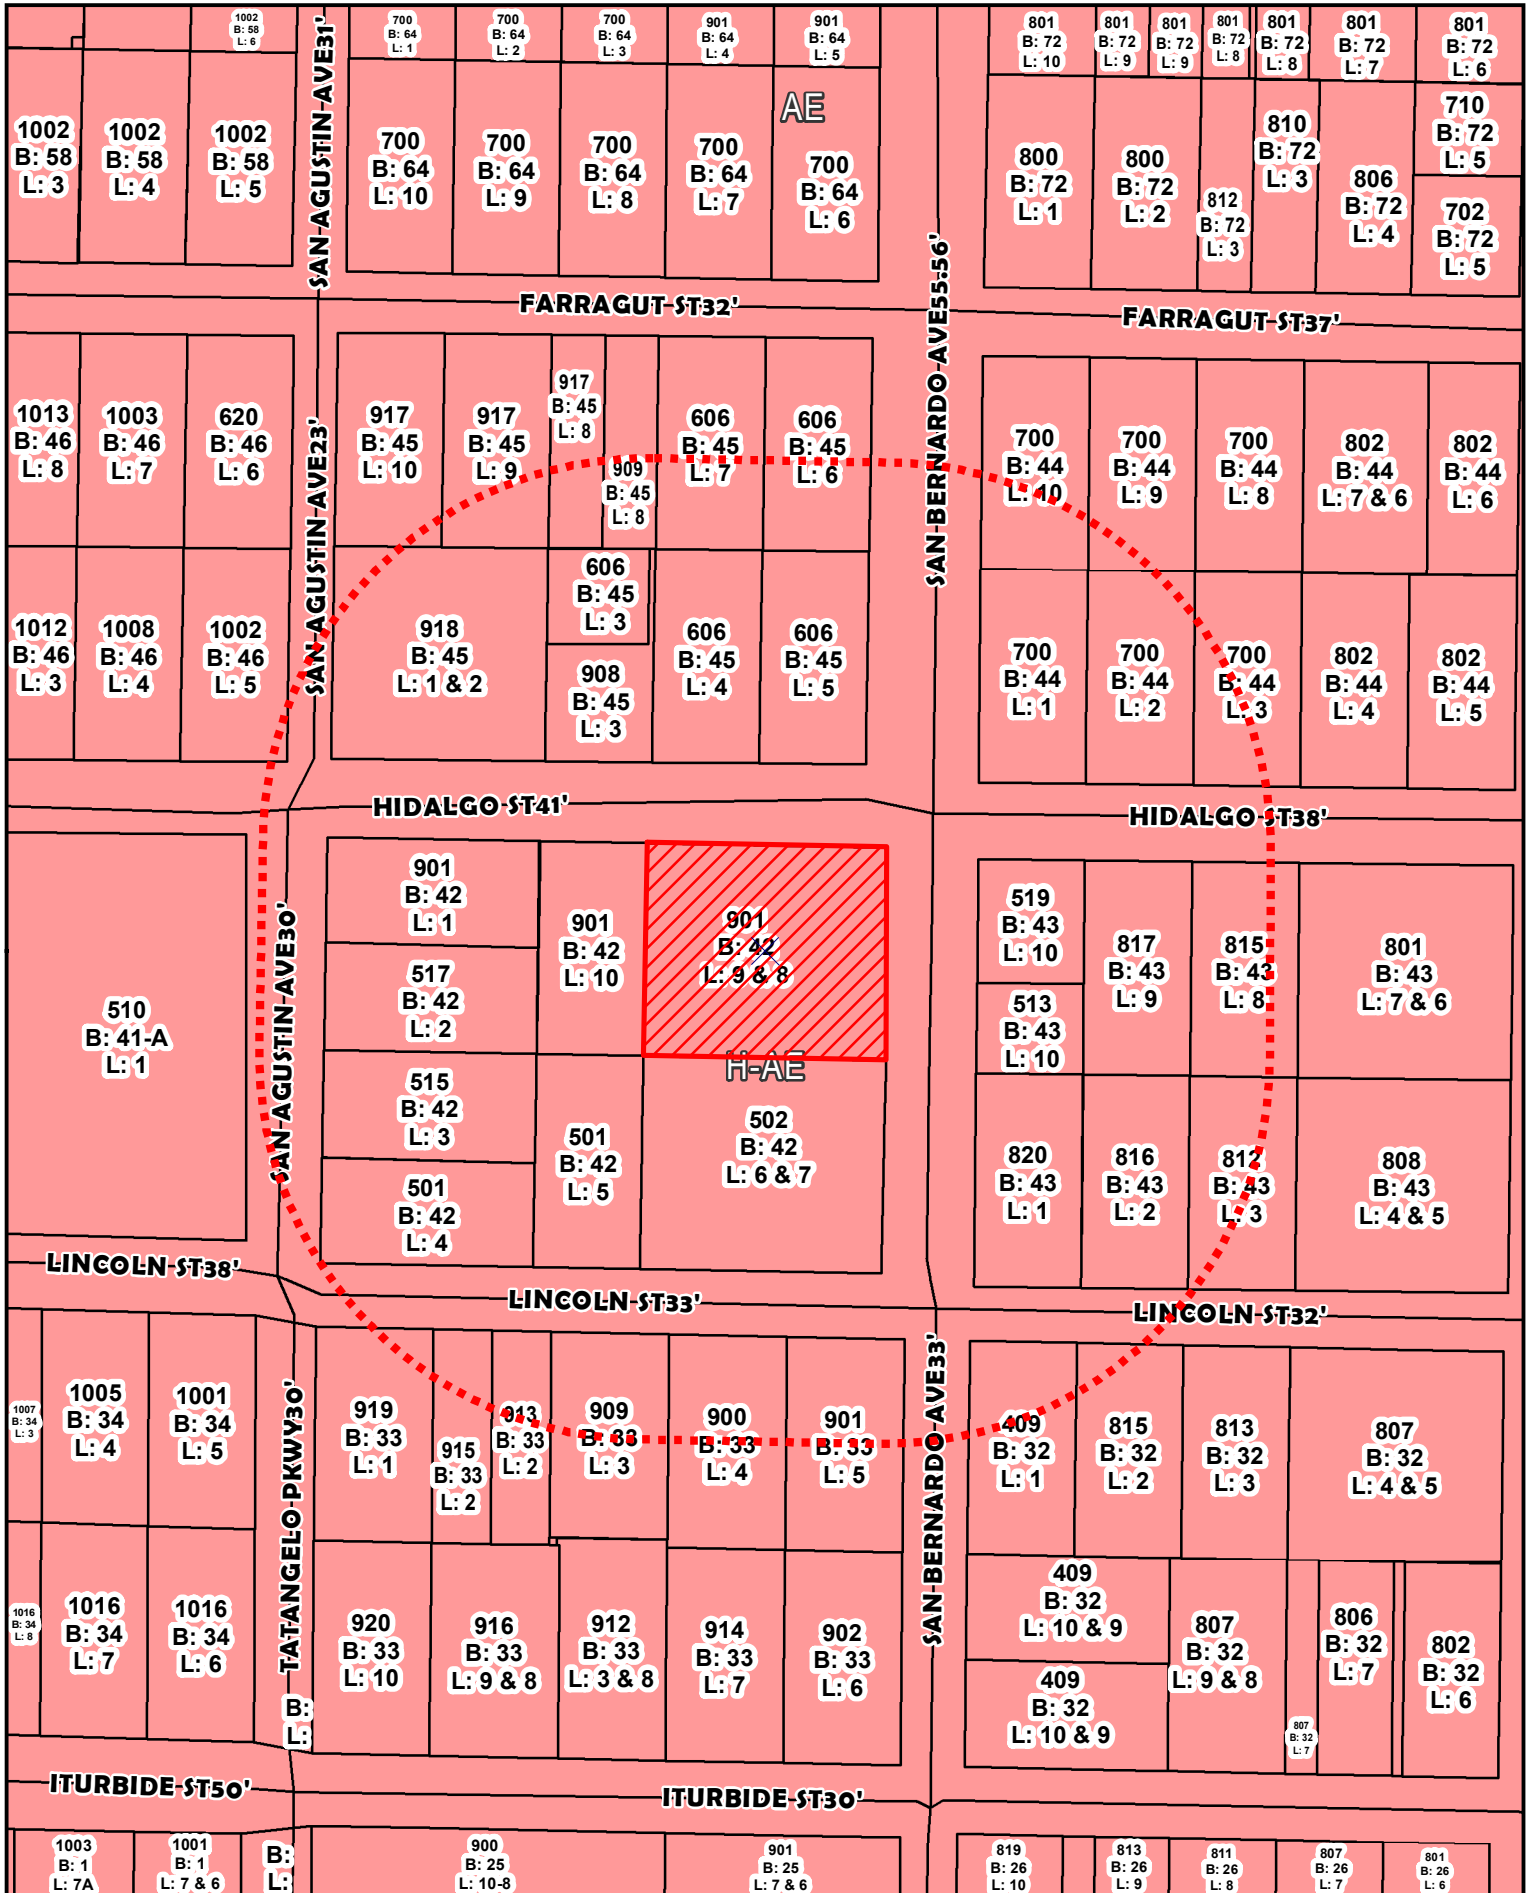 1002
B: 58
L: 6
700
B: 64
L: 1
700
B: 64
L: 2
700
B: 64
L: 3
901
B: 64
L: 4
901
B: 64
L: 5
801
B: 72
L: 10
801
B: 72
L: 9
801
B: 72
L: 9
801
B: 72
L: 8
801
B: 72
L: 8
801
B: 72
L: 7
801
B: 72
L: 6
SAN AGUSTIN AVE31'
AE
1002
B: 58
L: 3
1002
B: 58
L: 4
1002
B: 58
L: 5
700
B: 64
L: 10
700
B: 64
L: 9
700
B: 64
L: 8
700
B: 64
L: 7
700
B: 64
L: 6
800
B: 72
L: 1
800
B: 72
L: 2
812
B: 72
L: 3
810
B: 72
L: 3
806
B: 72
L: 4
710
B: 72
L: 5
702
B: 72
L: 5
FARRAGUT ST32'
FARRAGUT ST37'
SAN BERNARDO AVE55.56'
SAN AGUSTIN AVE23'
1013
B: 46
L: 8
1003
B: 46
L: 7
620
B: 46
L: 6
917
B: 45
L: 10
917
B: 45
L: 9
917
B: 45
L: 8
909
B: 45
L: 8
606
B: 45
L: 7
606
B: 45
L: 6
700
B: 44
L: 10
700
B: 44
L: 9
700
B: 44
L: 8
802
B: 44
L: 7 & 6
802
B: 44
L: 6
1012
B: 46
L: 3
1008
B: 46
L: 4
1002
B: 46
L: 5
918
B: 45
L: 1 & 2
606
B: 45
L: 3
908
B: 45
L: 3
606
B: 45
L: 4
606
B: 45
L: 5
700
B: 44
L: 1
700
B: 44
L: 2
700
B: 44
L: 3
802
B: 44
L: 4
802
B: 44
L: 5
HIDALGO ST41'
HIDALGO ST38'
SAN AGUSTIN AVE30'
510
B: 41-A
L: 1
901
B: 42
L: 1
517
B: 42
L: 2
515
B: 42
L: 3
501
B: 42
L: 4
901
B: 42
L: 10
501
B: 42
L: 5
901
B: 42
L: 9 & 8
H-AE
502
B: 42
L: 6 & 7
519
B: 43
L: 10
513
B: 43
L: 10
817
B: 43
L: 9
815
B: 43
L: 8
801
B: 43
L: 7 & 6
820
B: 43
L: 1
816
B: 43
L: 2
812
B: 43
L: 3
808
B: 43
L: 4 & 5
LINCOLN ST38'
LINCOLN ST33'
LINCOLN ST32'
TATANGELO PKWY30'
SAN BERNARDO AVE33'
1007
B: 34
L: 3
1005
B: 34
L: 4
1001
B: 34
L: 5
919
B: 33
L: 1
915
B: 33
L: 2
913
B: 33
L: 2
909
B: 33
L: 3
900
B: 33
L: 4
901
B: 33
L: 5
409
B: 32
L: 1
815
B: 32
L: 2
813
B: 32
L: 3
807
B: 32
L: 4 & 5
1016
B: 34
L: 8
1016
B: 34
L: 7
1016
B: 34
L: 6
B:
L:
920
B: 33
L: 10
916
B: 33
L: 9 & 8
912
B: 33
L: 3 & 8
914
B: 33
L: 7
902
B: 33
L: 6
409
B: 32
L: 10 & 9
409
B: 32
L: 10 & 9
807
B: 32
L: 9 & 8
807
B: 32
L: 7
806
B: 32
L: 7
802
B: 32
L: 6
ITURBIDE ST50'
ITURBIDE ST30'
1003
B: 1
L: 7A
1001
B: 1
L: 7 & 6
B:
L:
900
B: 25
L: 10-8
901
B: 25
L: 7 & 6
819
B: 26
L: 10
813
B: 26
L: 9
811
B: 26
L: 8
807
B: 26
L: 7
801
B: 26
L: 6